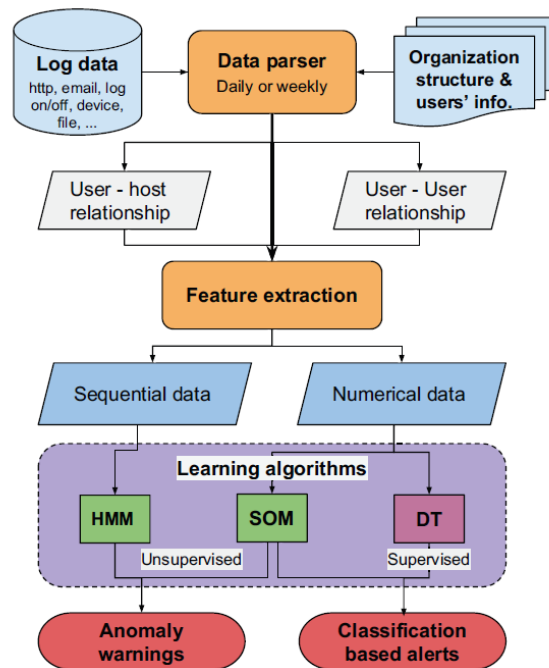 Log data
http, email, log
on/off, device,
file, ...
Data parser
Daily or weekly
Organization
structure &
users' info.
User - host
relationship
User - User
relationship
Feature extraction
Sequential data
Numerical data
Learning algorithms
HMM
SOM
DT
Unsupervised
Supervised
Anomaly
warnings
Classification
based alerts